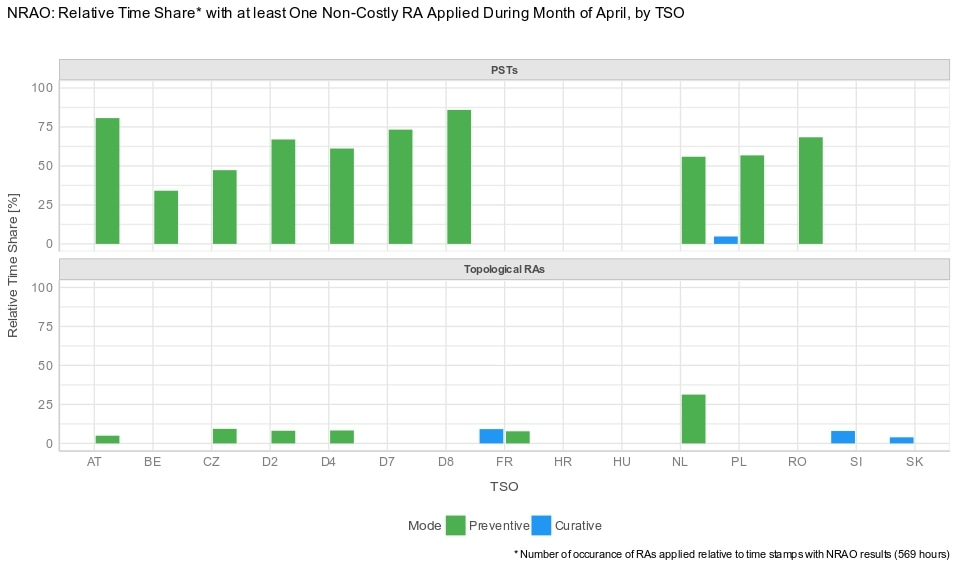 NRAO: Relative Time Share* with at least One Non-Costly RA Applied During Month of April, by TSO
PSTs
100
75
50
25
0
Relative Time Share [%]
Topological RAs
100
75
50
25
0
AT BE CZ D2 D4 D7 D8 FR HR HU NL PL RO SI SK
TSO
Mode Preventive Curative
* Number of occurance of RAs applied relative to time stamps with NRAO results (569 hours)